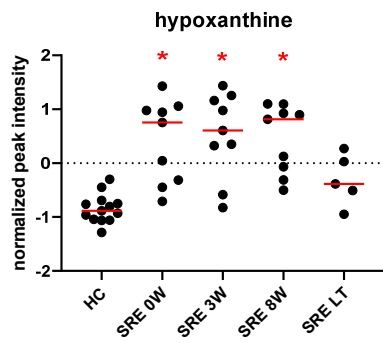 hypoxanthine
* * *
normalized peak intensity
2
1
0
-1
-2
HC
SRE 0W
SRE 3W
SRE 8W
SRE LT